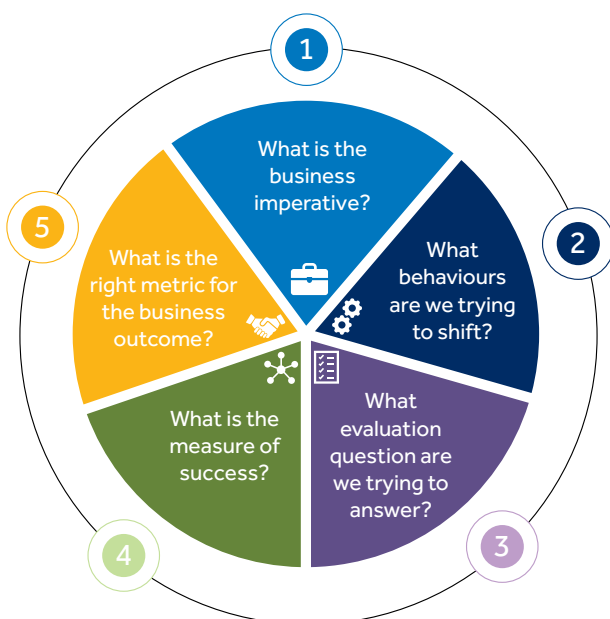 1
What is the
business
imperative?
2
What
behaviours
are we trying
to shift?
3
What
evaluation
question are
we trying to
answer?
4
What is the
measure of
success?
5
What is the
right metric for
the business
outcome?